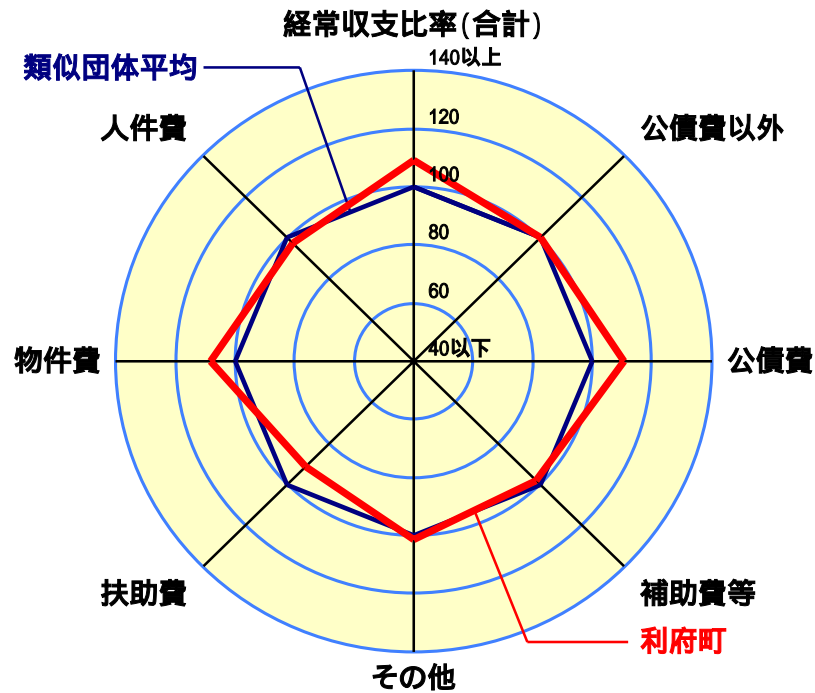 経常収支比率(合計)
140以上
類似団体平均
120
人件費
公債費以外
100
80
60
40以下
物件費
公債費
扶助費
補助費等
利府町
その他